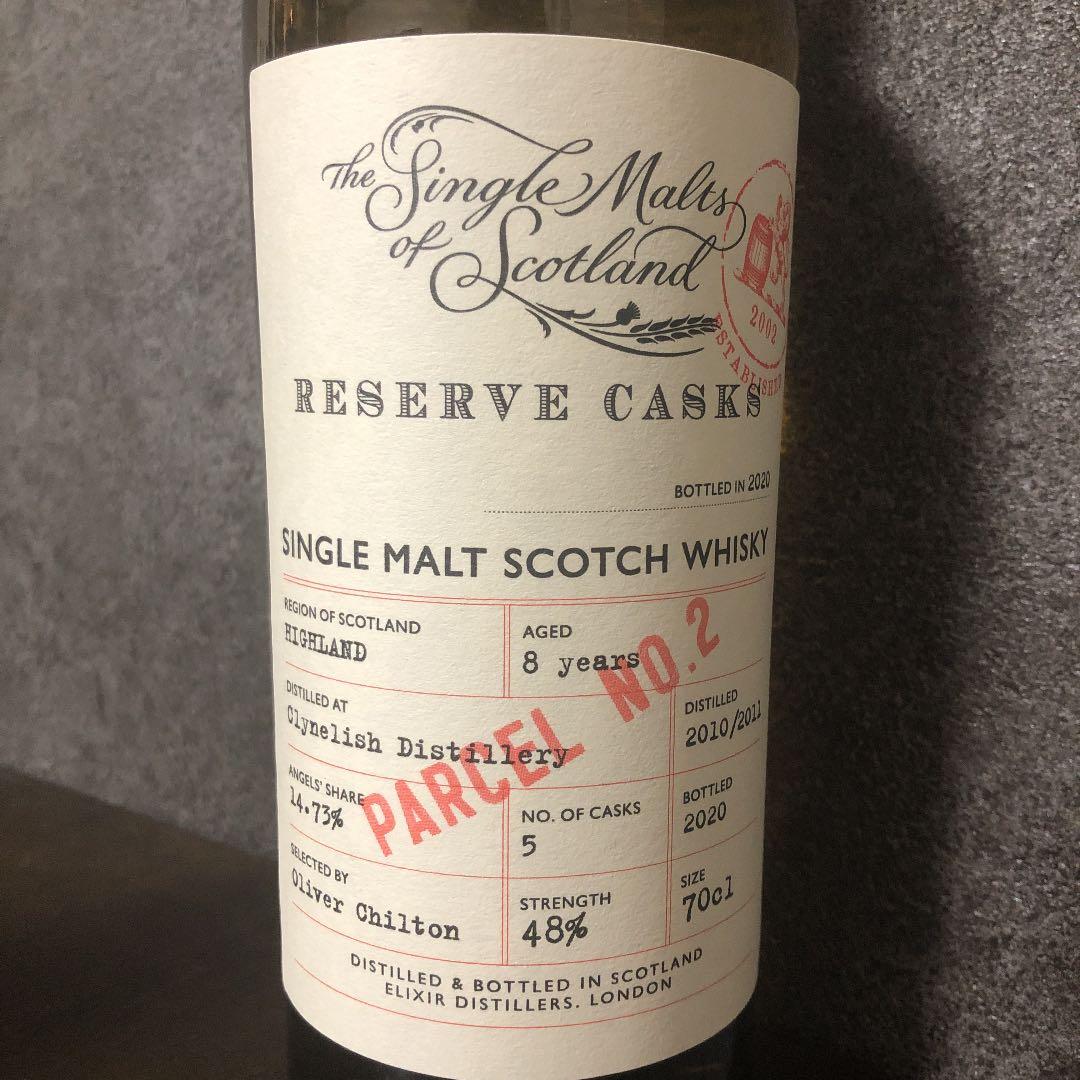 The Single Malts
of Scotland
2002
ESTABLISHED
RESERVE CASKS
BOTTLED IN 2020
SINGLE MALT SCOTCH WHISKY
REGION OF SCOTLAND
HIGHLAND
AGED
8 years
PARCEL NO.2
DISTILLED AT
Clynelish Distillery
DISTILLED
2010/2011
ANGELS' SHARE
14.73%
NO. OF CASKS
5
BOTTLED
2020
SELECTED BY
Oliver Chilton
STRENGTH
48%
SIZE
70cl
DISTILLED & BOTTLED IN SCOTLAND
ELIXIR DISTILLERS. LONDON